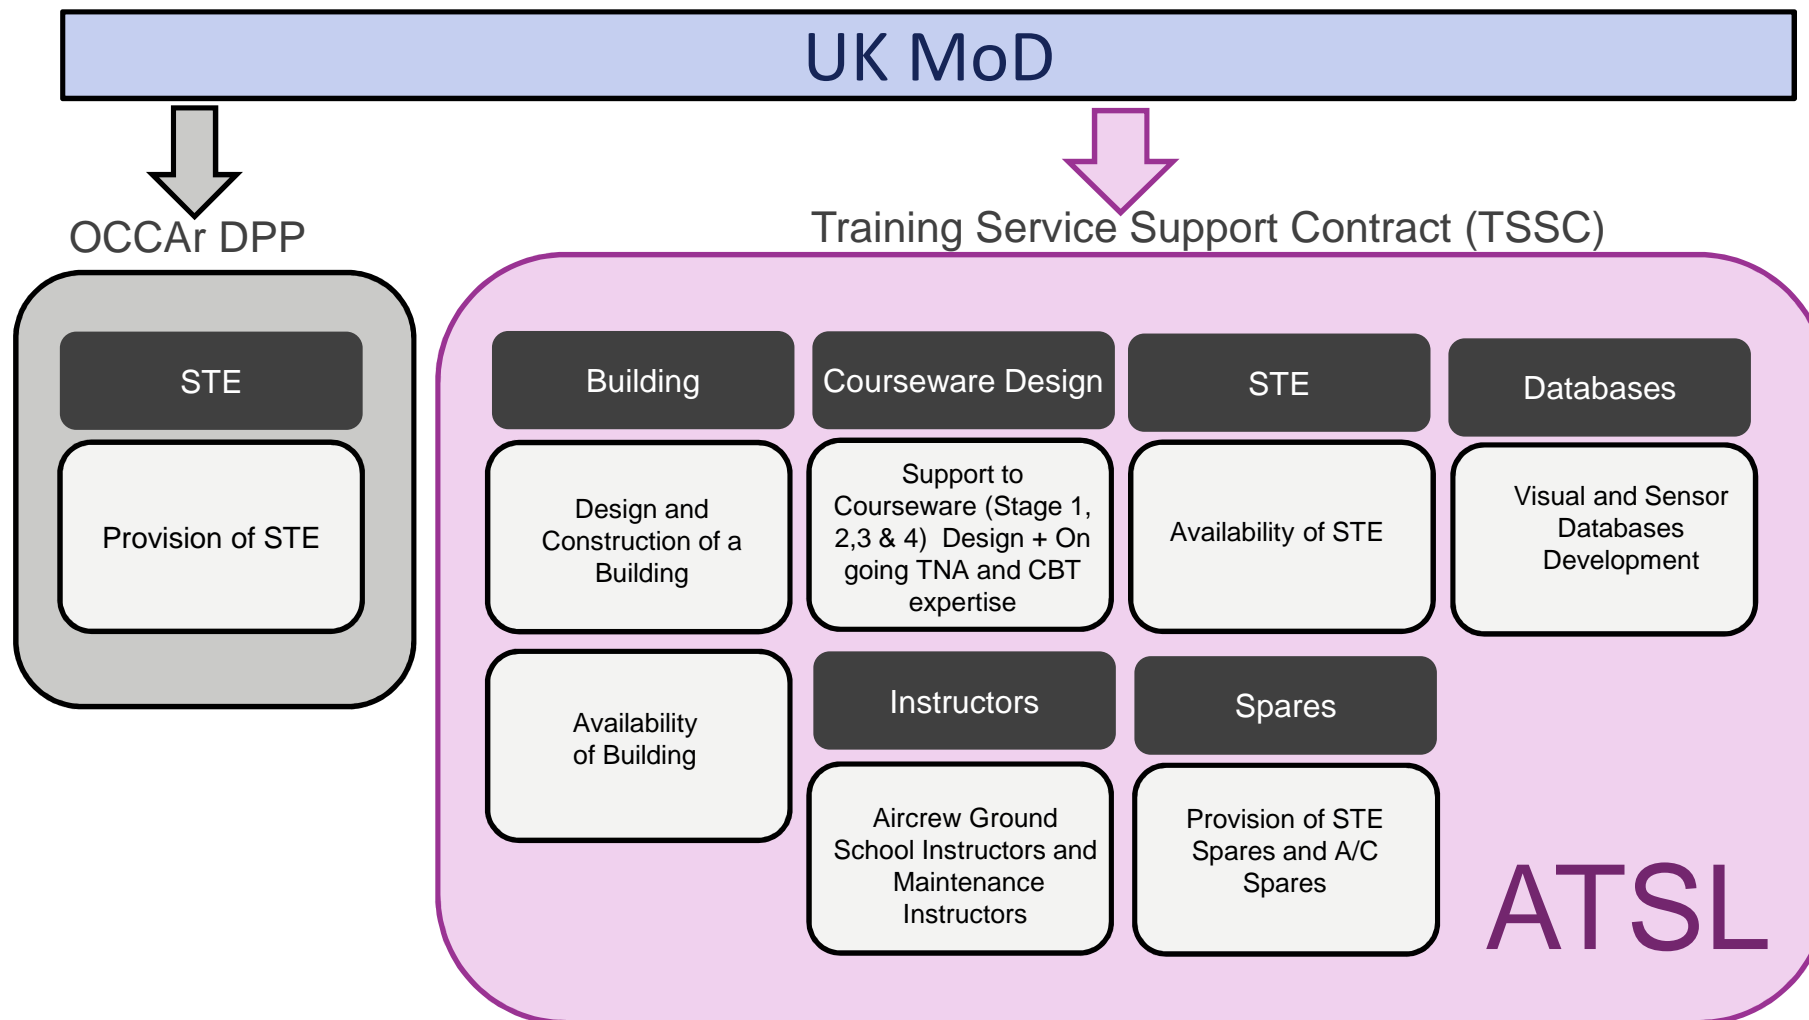 UK MoD
OCCAr DPP
STE
Provision of STE
Training Service Support Contract (TSSC)
Building
Design and
Construction of a
Building
Availability
of Building
Courseware Design
Support to
Courseware (Stage 1,
2,3 & 4) Design + On
going TNA and CBT
expertise
Instructors
Aircrew Ground
School Instructors and
Maintenance
Instructors
STE
Availability of STE
Spares
Provision of STE
Spares and A/C
Spares
Databases
Visual and Sensor
Databases
Development
ATSL